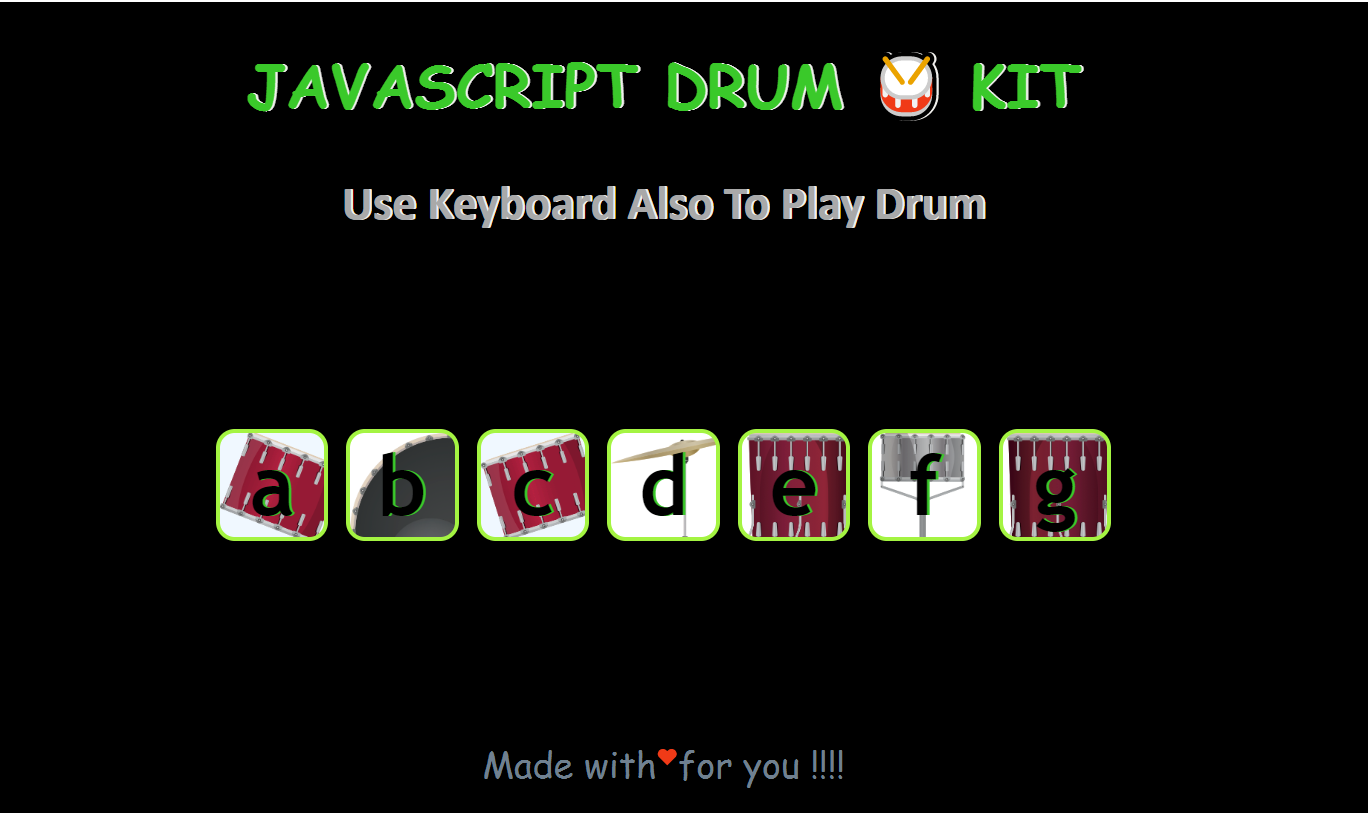 JAVASCRIPT DRUM 🥁 KIT
Use Keyboard Also To Play Drum
a b c d e f g
Made with❤for you !!!!